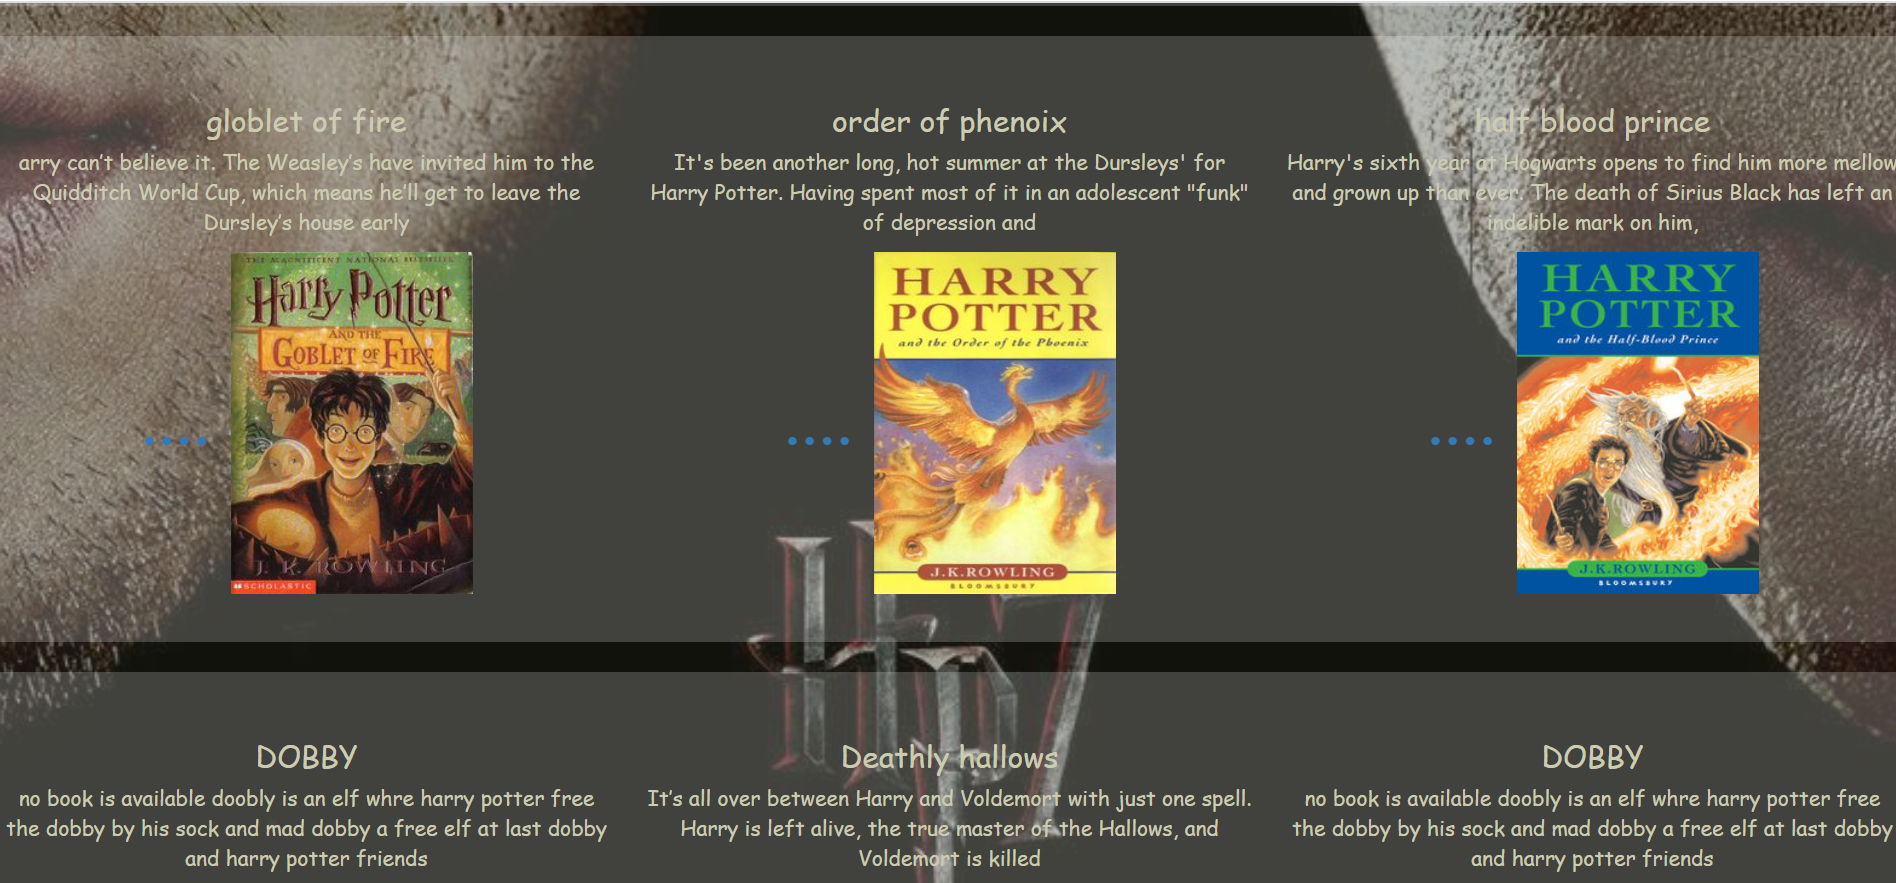 globlet of fire
arry can't believe it. The Weasley's have invited him to the
Quidditch World Cup, which means he'll get to leave the
Dursley's house early
THE MAGNIFICENT NATIONAL BESTSELLER
Harry Potter
AND THE
GOBLET OF FIRE
J. K. ROWLING
SCHOLASTIC
order of phenoix
It's been another long, hot summer at the Dursleys' for
Harry Potter. Having spent most of it in an adolescent "funk"
of depression and
HARRY
POTTER
and the Order of the Phoenix
J.K.ROWLING
BLOOMSBURY
half blood prince
Harry's sixth year at Hogwarts opens to find him more mellow
and grown up than ever. The death of Sirius Black has left an
indelible mark on him,
HARRY
POTTER
and the Half-Blood Prince
J.K.ROWLING
BLOOMSBURY
hp7
DOBBY
no book is available doobly is an elf whre harry potter free
the dobby by his sock and mad dobby a free elf at last dobby
and harry potter friends
Deathly hallows
It's all over between Harry and Voldemort with just one spell.
Harry is left alive, the true master of the Hallows, and
Voldemort is killed
DOBBY
no book is available doobly is an elf whre harry potter free
the dobby by his sock and mad dobby a free elf at last dobby
and harry potter friends